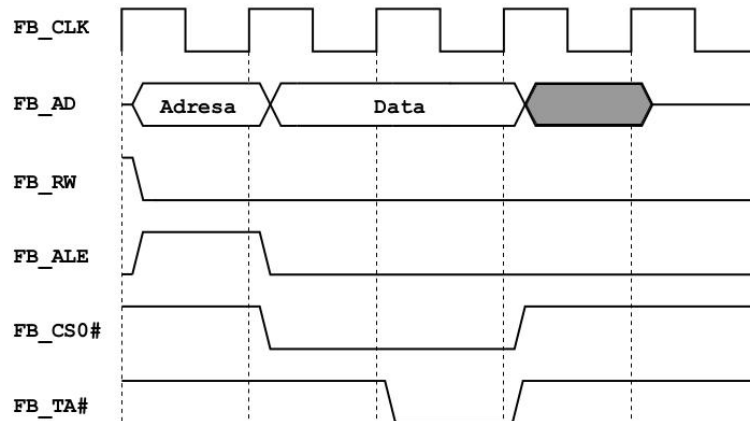 FB_CLK
FB_AD Adresa Data
FB_RW
FB_ALE
FB_CS0#
FB_TA#